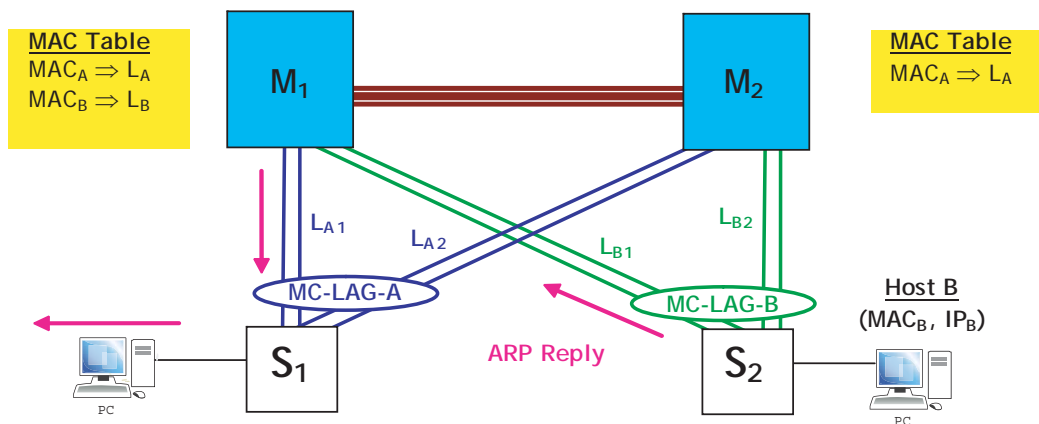 MAC Table
MACA ⇒ LA
MACB ⇒ LB
M1
M2
MAC Table
MACA ⇒ LA
LA1
LA2
LB1
LB2
MC-LAG-A
MC-LAG-B
Host B
(MACB, IPB)
ARP Reply
S1
S2
PC
PC